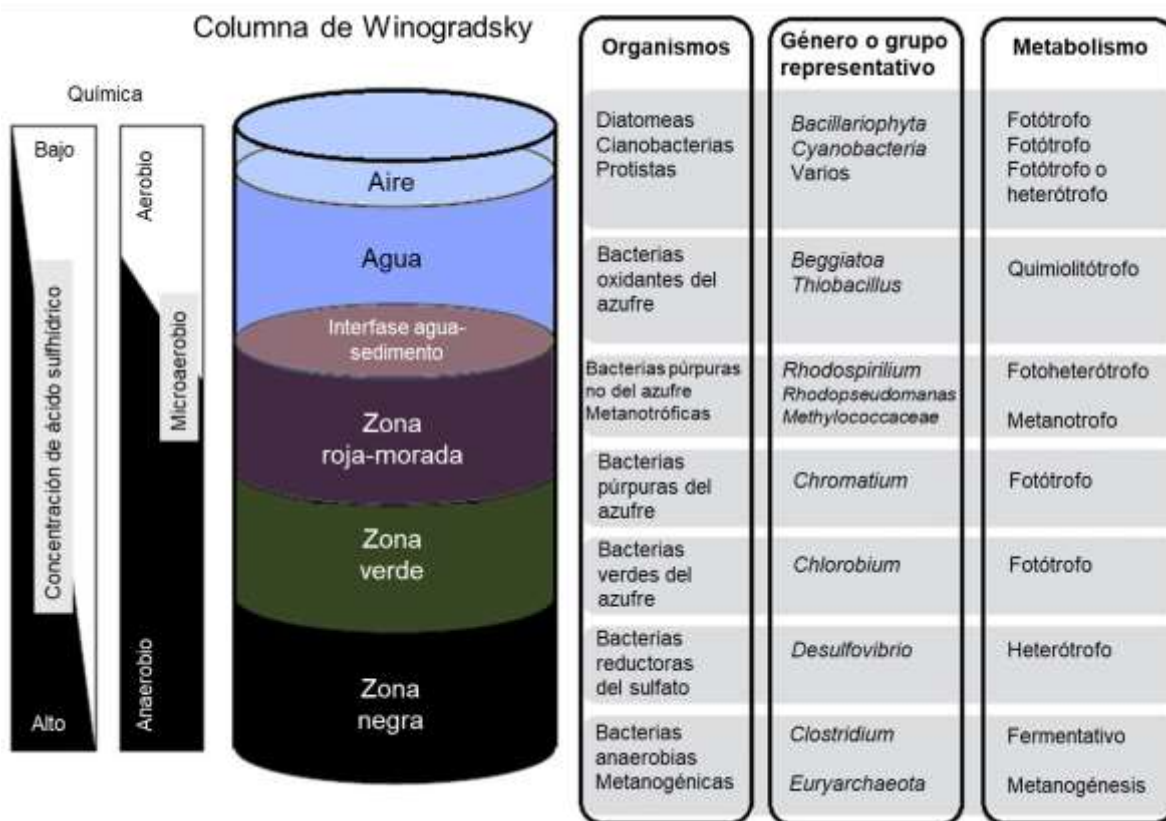 Columna de Winogradsky
Química
Bajo
Alto
Concentración de ácido sulfhídrico
Aerobio
Microaerobio
Anaerobio
Aire
Agua
Interfase agua-
sedimento
Zona
roja-morada
Zona
verde
Zona
negra
Organismos
Género o grupo
representativo
Metabolismo
Diatomeas
Cianobacterias
Protistas
Bacillariophyta
Cyanobacteria
Varios
Fotótrofo
Fotótrofo
Fotótrofo o
heterótrofo
Bacterias
oxidantes del
azufre
Beggiatoa
Thiobacillus
Quimiolitótrofo
Bacterias púrpuras
no del azufre
Metanotróficas
Rhodospirilium
Rhodopseudomanas
Methylococcaceae
Fotoheterótrofo
Metanotrofo
Bacterias
púrpuras del
azufre
Chromatium
Fotótrofo
Bacterias
verdes del
azufre
Chlorobium
Fotótrofo
Bacterias
reductoras
del sulfato
Desulfovibrio
Heterótrofo
Bacterias
anaerobias
Metanogénicas
Clostridium
Euryarchaeota
Fermentativo
Metanogénesis